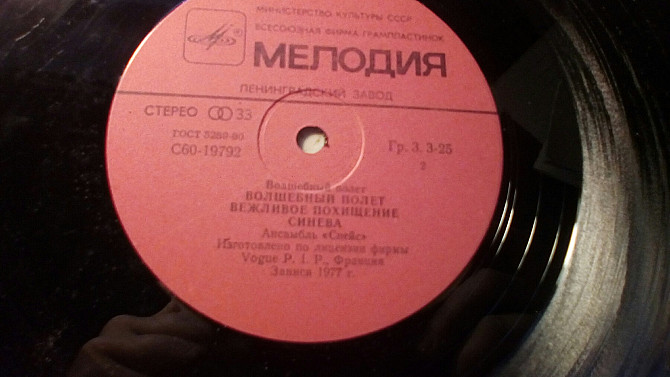 МИНИСТЕРСТВО КУЛЬТУРЫ СССР
ВСЕСОЮЗНАЯ ФИРМА ГРАМПЛАСТИНОК
МЕЛОДИЯ
ЛЕНИНГРАДСКИЙ ЗАВОД
СТЕРЕО 33
ГОСТ 5289-80
С60-19792
Гр. 3. 3-25
2
Волшебный полет
ВОЛШЕБНЫЙ ПОЛЕТ
ВЕЖЛИВОЕ ПОХИЩЕНИЕ
СИНЕВА
Ансамбль «Спейс»
Изготовлено по лицензии фирмы
Vogue P. I. P., Франция
Записи 1977 г.